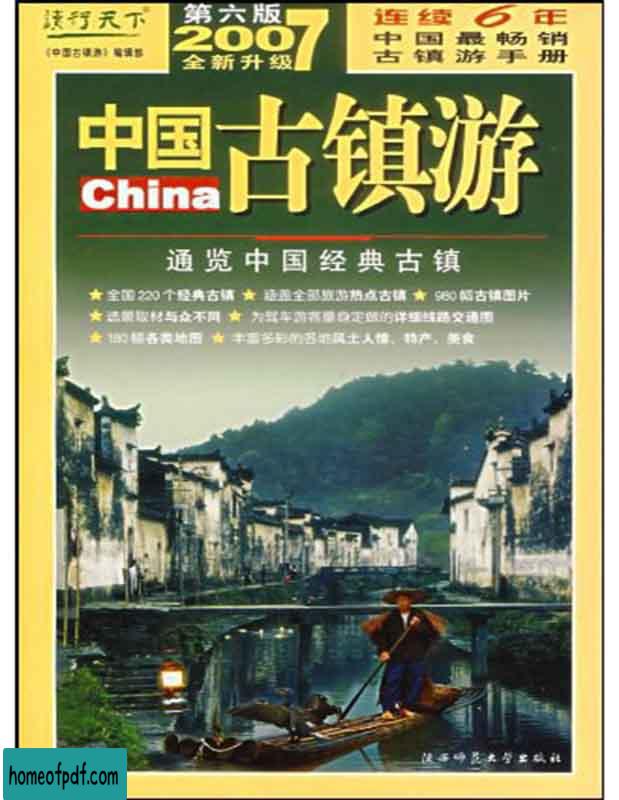 读行天下
《中国古镇游》编辑部
第六版
2007
全新升级
连续6年
中国最畅销
古镇游手册
中国
China
古镇游
通览中国经典古镇
★ 全国220个经典古镇 ★ 涵盖全部旅游热点古镇 ★ 980幅古镇图片
★ 选景取材与众不同 ★ 为驾车游客量身定做的详细线路交通图
★ 180幅各类地图 ★ 丰富多彩的各地风土人情、特产、美食
陕西师范大学出版社
homeofpdf.com